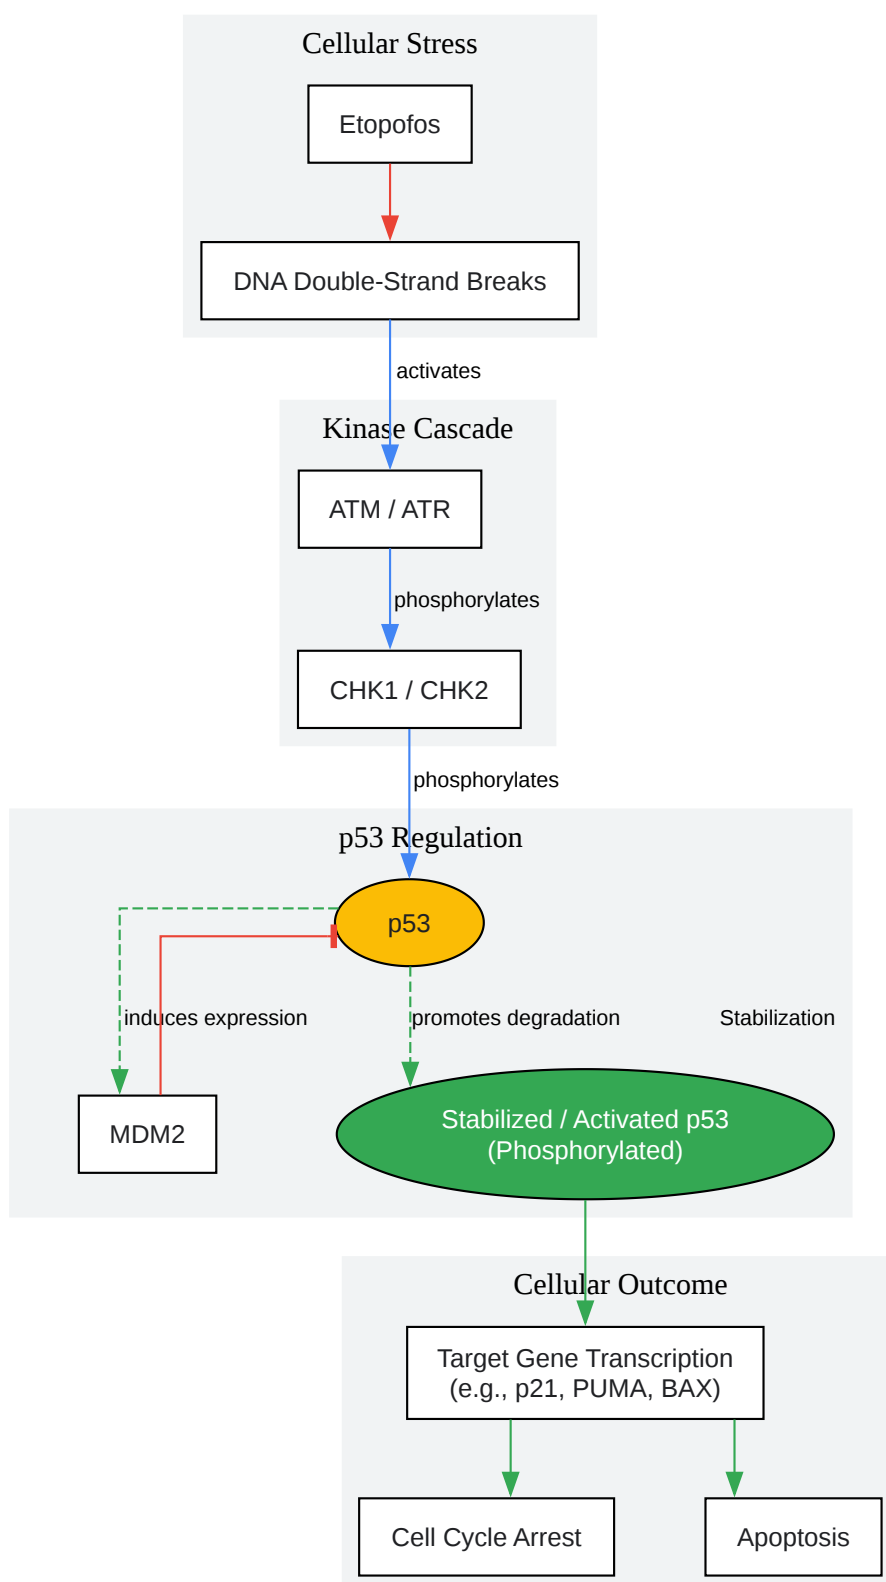 Cellular Stress
Etopofos
DNA Double-Strand Breaks
activates
Kinase Cascade
ATM / ATR
phosphorylates
CHK1 / CHK2
phosphorylates
p53 Regulation
p53
induces expression
promotes degradation
Stabilization
MDM2
Stabilized / Activated p53
(Phosphorylated)
Cellular Outcome
Target Gene Transcription
(e.g., p21, PUMA, BAX)
Cell Cycle Arrest
Apoptosis